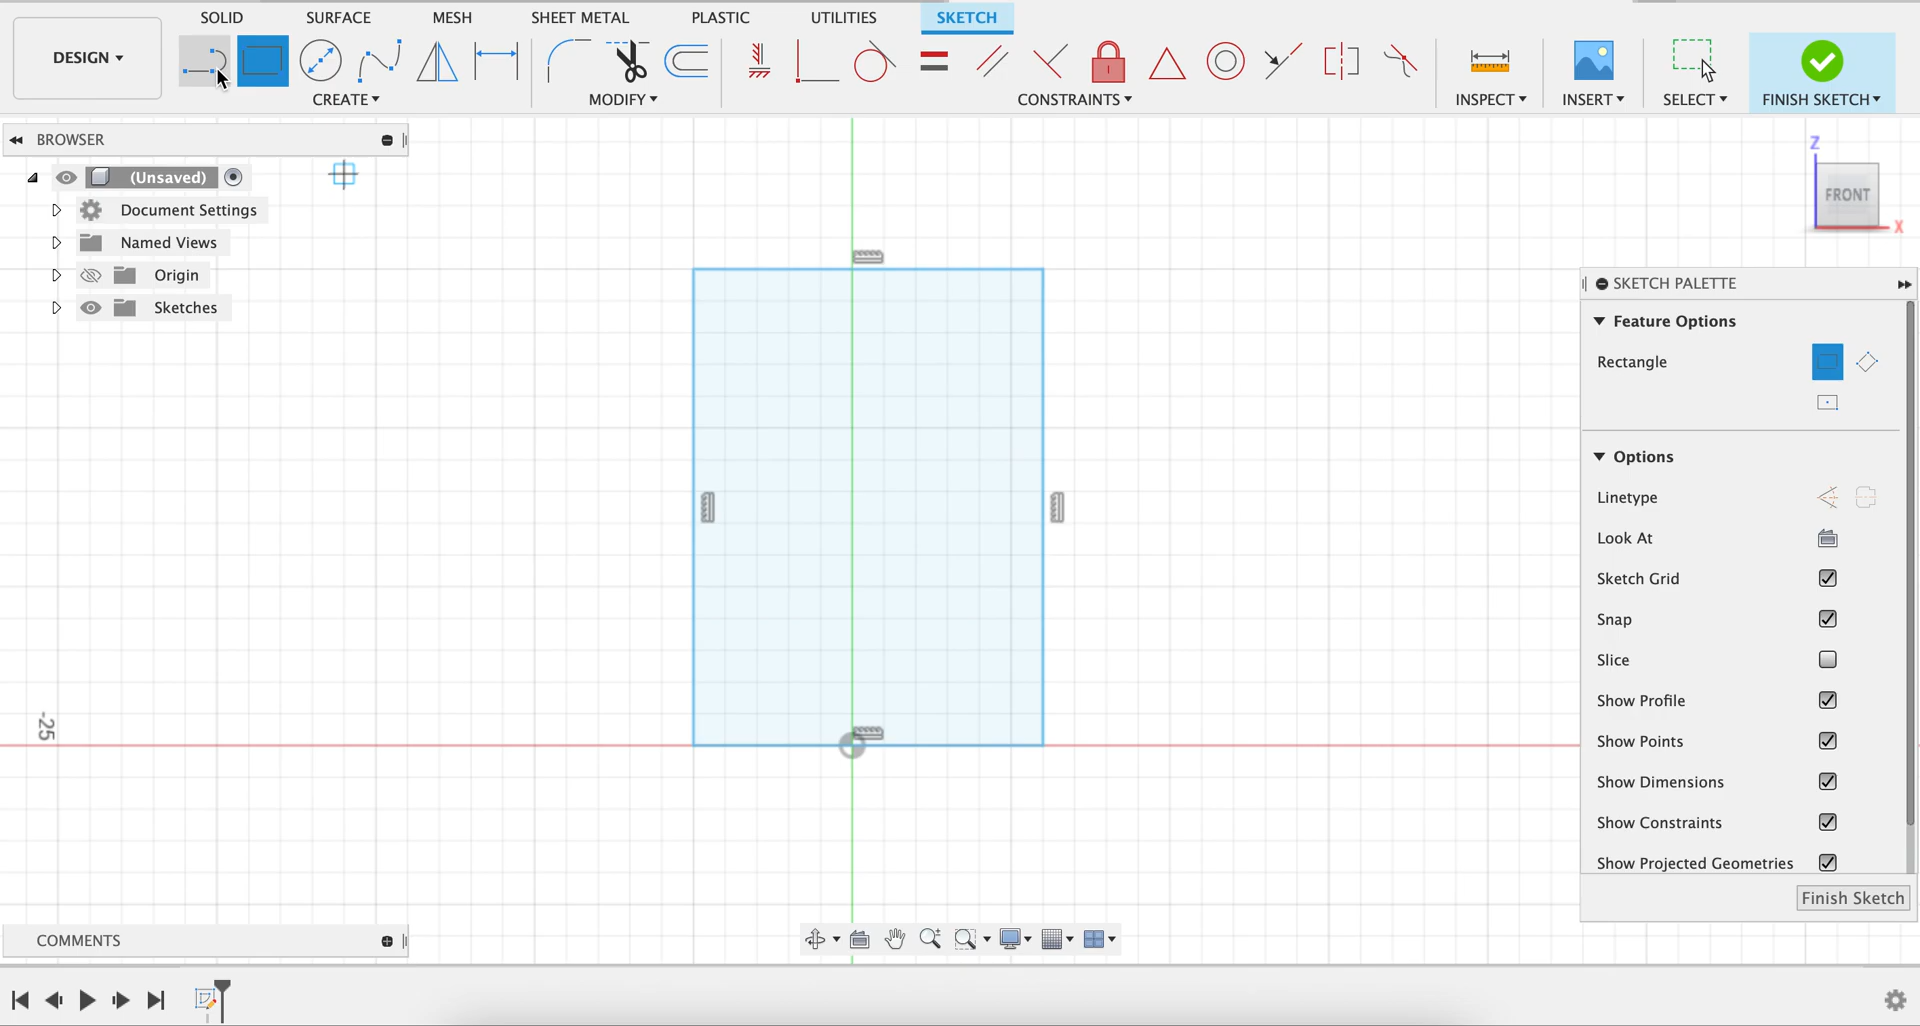 SOLID SURFACE MESH SHEET METAL PLASTIC UTILITIES SKETCH
DESIGN
CREATE MODIFY CONSTRAINTS INSPECT INSERT SELECT FINISH SKETCH
BROWSER
(Unsaved)
Document Settings
Named Views
Origin
Sketches
Z
FRONT
X
SKETCH PALETTE
Feature Options
Rectangle
Options
Linetype
Look At
Sketch Grid
Snap
Slice
Show Profile
Show Points
Show Dimensions
Show Constraints
Show Projected Geometries
Finish Sketch
-25
COMMENTS